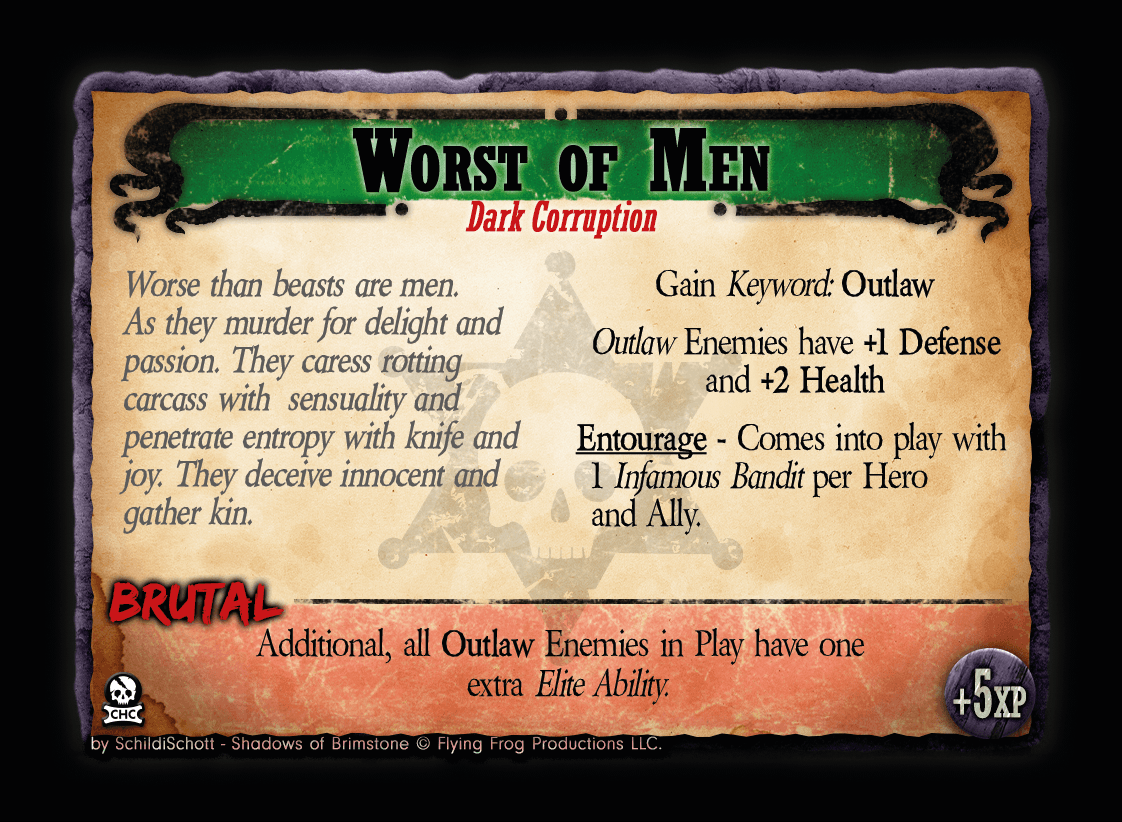 Worst of Men
Dark Corruption
Worse than beasts are men.
As they murder for delight and
passion. They caress rotting
carcass with sensuality and
penetrate entropy with knife and
joy. They deceive innocent and
gather kin.
Gain Keyword: Outlaw
Outlaw Enemies have +1 Defense
and +2 Health
Entourage - Comes into play with
1 Infamous Bandit per Hero
and Ally.
BRUTAL
Additional, all Outlaw Enemies in Play have one
extra Elite Ability.
CHC
+5XP
by SchildiSchott - Shadows of Brimstone © Flying Frog Productions LLC.